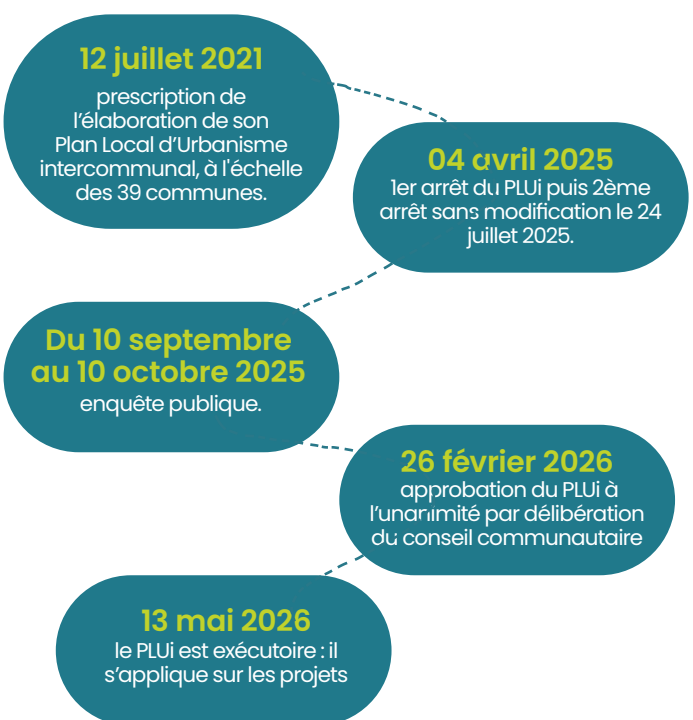 12 juillet 2021
prescription de
l'élaboration de son
Plan Local d'Urbanisme
intercommunal, à l'échelle
des 39 communes.
04 avril 2025
1er arrêt du PLUi puis 2ème
arrêt sans modification le 24
juillet 2025.
Du 10 septembre
au 10 octobre 2025
enquête publique.
26 février 2026
approbation du PLUi à
l'unanimité par délibération
du conseil communautaire
13 mai 2026
le PLUi est exécutoire : il
s'applique sur les projets